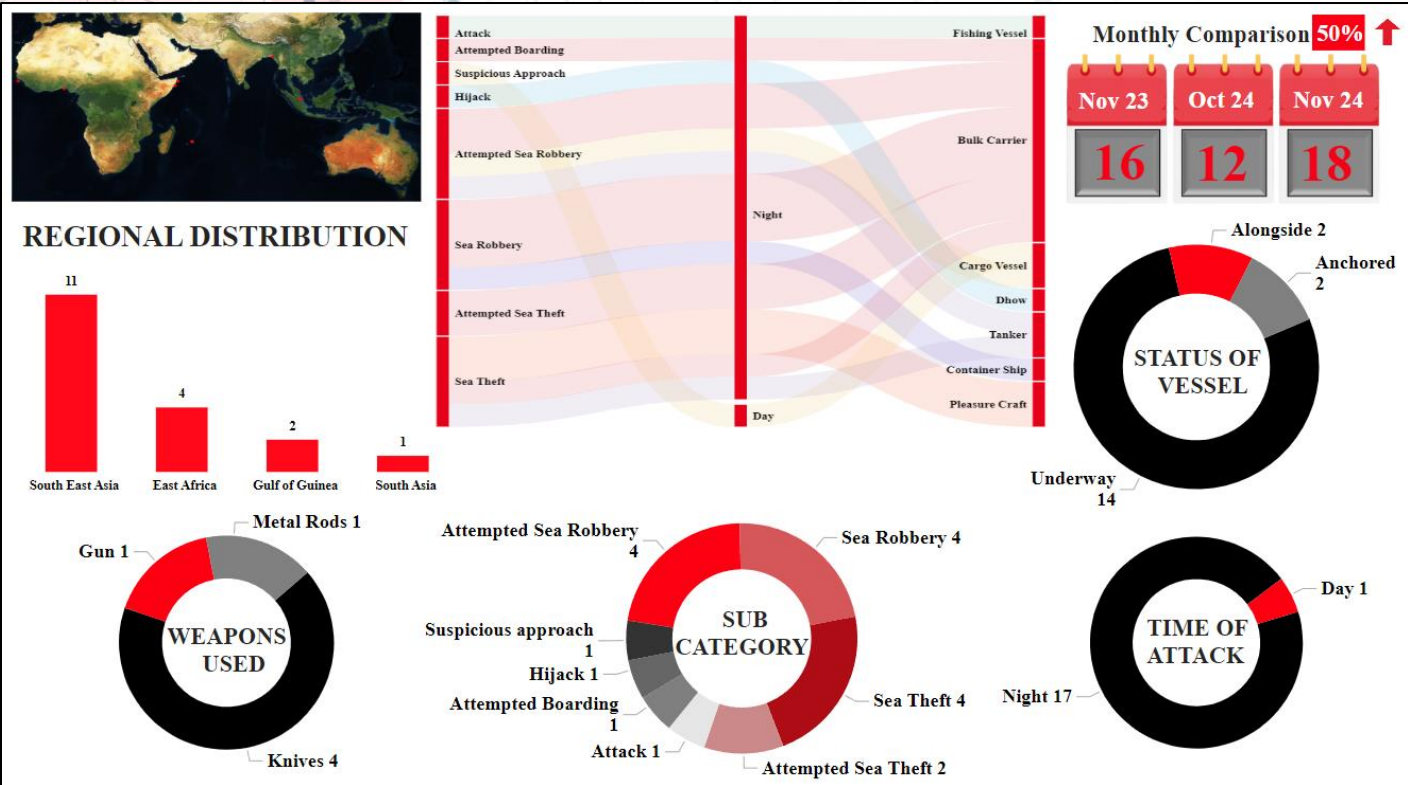 Monthly Comparison 50%
Nov 23
Oct 24
Nov 24
16
12
18
Attack
Attempted Boarding
Suspicious Approach
Hijack
Attempted Sea Robbery
Sea Robbery
Attempted Sea Theft
Sea Theft
Night
Day
Fishing Vessel
Bulk Carrier
Cargo Vessel
Dhow
Tanker
Container Ship
Pleasure Craft
REGIONAL DISTRIBUTION
11
4
2
1
South East Asia
East Africa
Gulf of Guinea
South Asia
Alongside 2
Anchored
2
STATUS OF
VESSEL
Underway
14
Metal Rods 1
Gun 1
WEAPONS
USED
Knives 4
Attempted Sea Robbery
4
Sea Robbery 4
Suspicious approach
1
SUB
CATEGORY
Hijack 1
Attempted Boarding
1
Sea Theft 4
Attack 1
Attempted Sea Theft 2
Day 1
TIME OF
ATTACK
Night 17